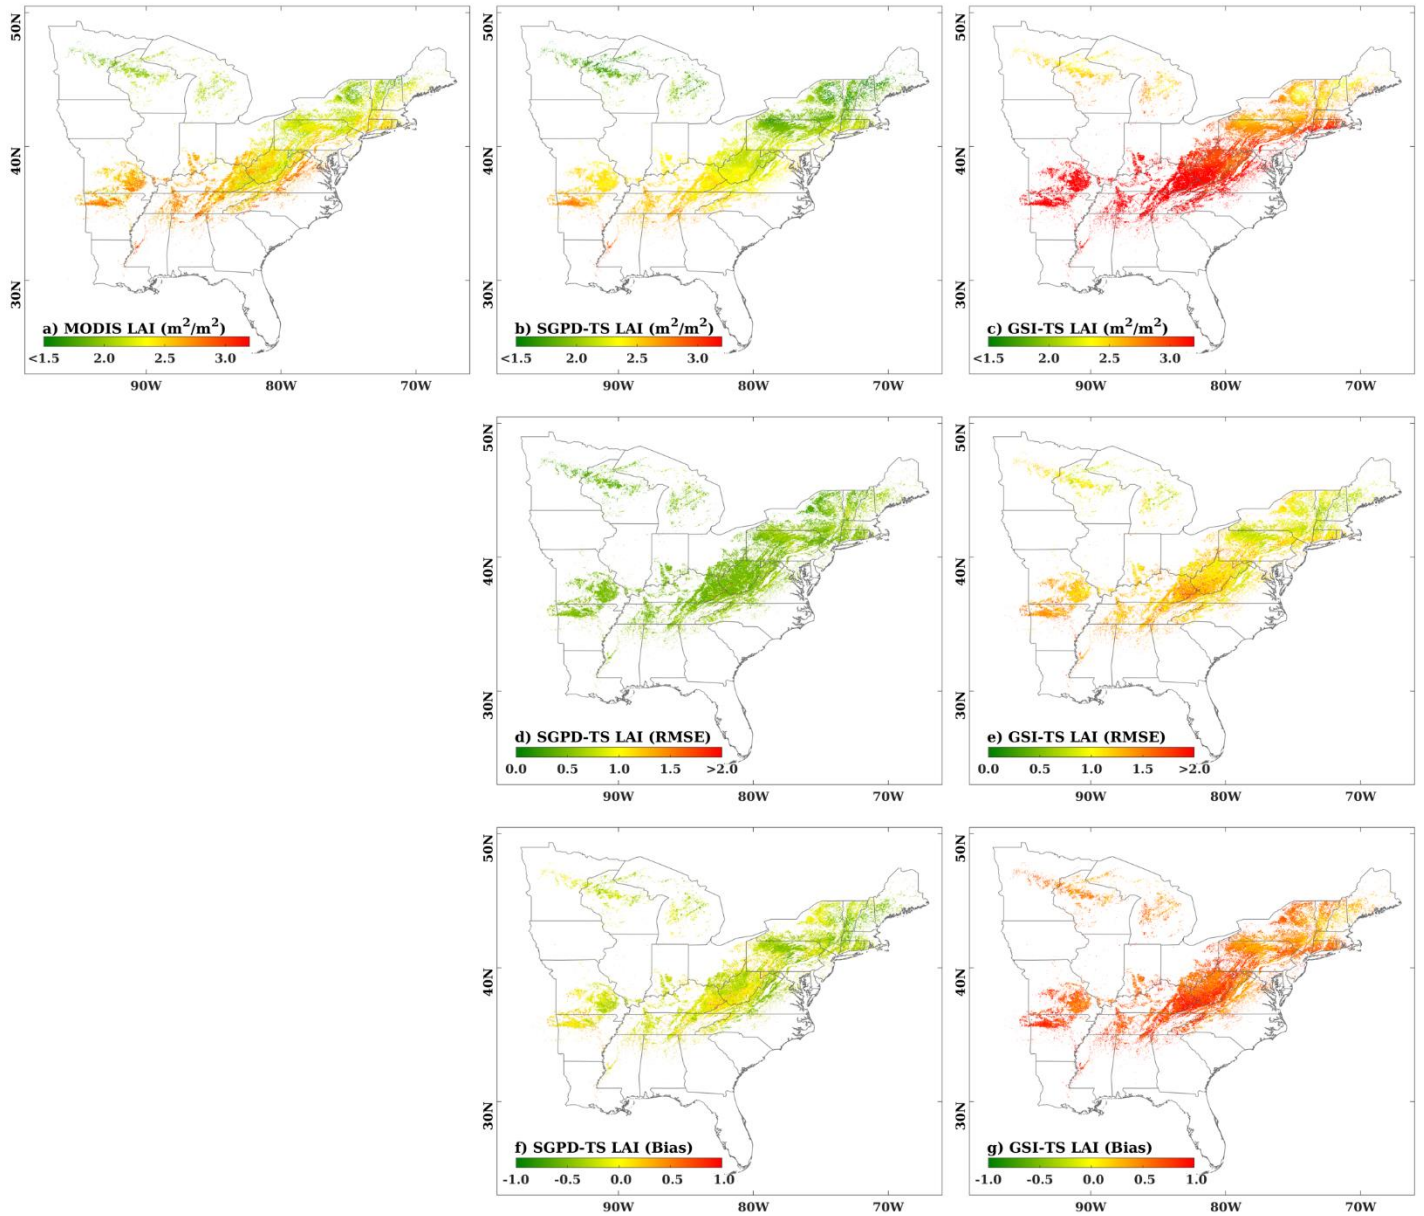 50N 50N 50N
40N 40N 40N
30N 30N 30N
a) MODIS LAI (m²/m²) b) SGPD-TS LAI (m²/m²) c) GSI-TS LAI (m²/m²)
<1.5 2.0 2.5 3.0 <1.5 2.0 2.5 3.0 <1.5 2.0 2.5 3.0
90W 80W 70W 90W 80W 70W 90W 80W 70W
50N 50N
40N 40N
30N 30N
d) SGPD-TS LAI (RMSE) e) GSI-TS LAI (RMSE)
0.0 0.5 1.0 1.5 >2.0 0.0 0.5 1.0 1.5 >2.0
90W 80W 70W 90W 80W 70W
50N 50N
40N 40N
30N 30N
f) SGPD-TS LAI (Bias) g) GSI-TS LAI (Bias)
-1.0 -0.5 0.0 0.5 1.0 -1.0 -0.5 0.0 0.5 1.0
90W 80W 70W 90W 80W 70W